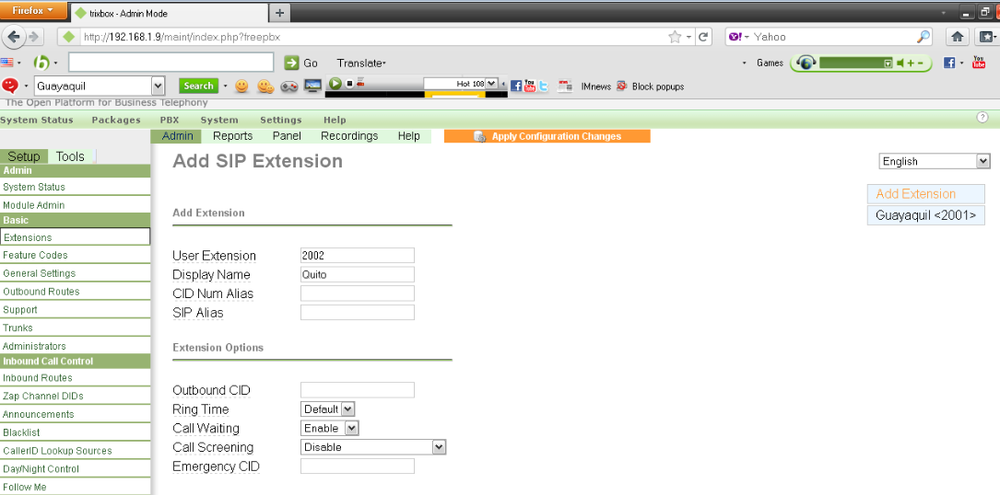 Firefox
trixbox - Admin Mode
http://192.168.1.9/maint/index.php?freepbx
Yahoo
Go Translate
Games
You Tube
Guayaquil Search
Hot 108
You Tube
IMnews Block popups
The Open Platform for Business Telephony
System Status Packages PBX System Settings Help
Admin Reports Panel Recordings Help Apply Configuration Changes
Setup Tools
Admin
System Status
Module Admin
Basic
Extensions
Feature Codes
General Settings
Outbound Routes
Support
Trunks
Administrators
Inbound Call Control
Inbound Routes
Zap Channel DIDs
Announcements
Blacklist
CallerID Lookup Sources
Day/Night Control
Follow Me
Add SIP Extension
English
Add Extension
Guayaquil <2001>
Add Extension
User Extension 2002
Display Name Quito
CID Num Alias
SIP Alias
Extension Options
Outbound CID
Ring Time Default
Call Waiting Enable
Call Screening Disable
Emergency CID